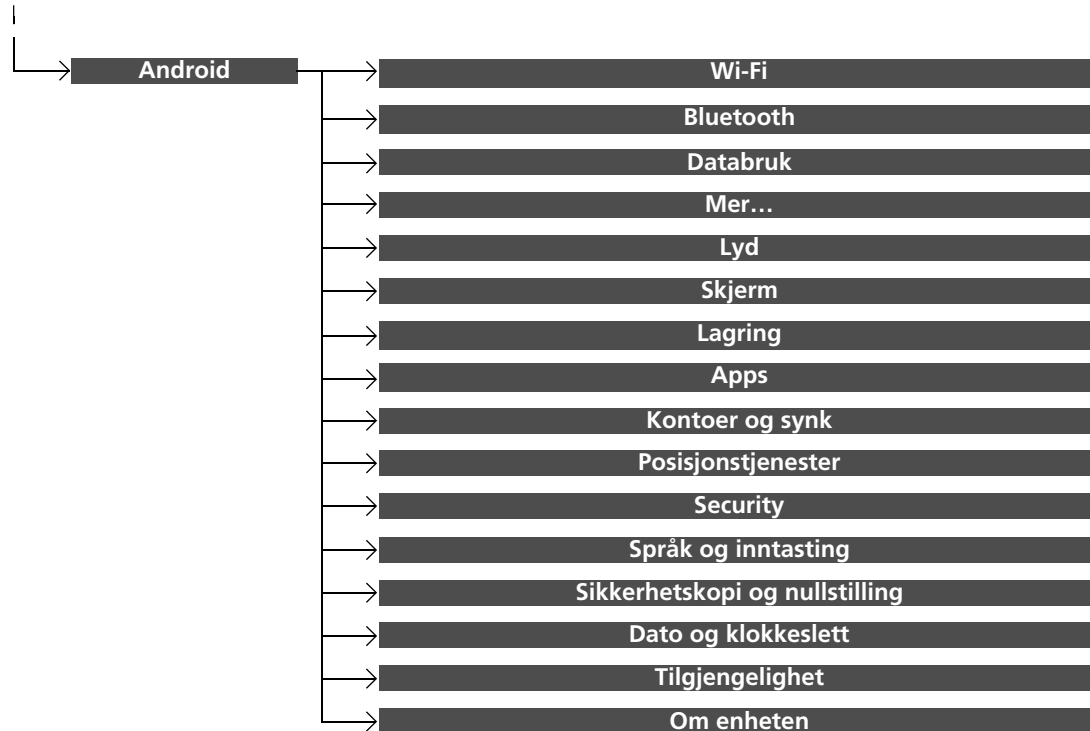 Android
Wi-Fi
Bluetooth
Databruk
Mer…
Lyd
Skjerm
Lagring
Apps
Kontoer og synk
Posisjonstjenester
Security
Språk og inntasting
Sikkerhetskopi og nullstilling
Dato og klokkeslett
Tilgjengelighet
Om enheten